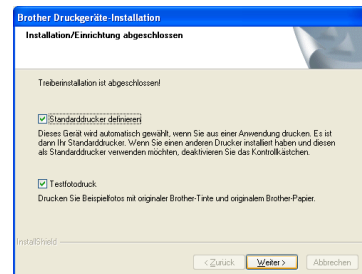 Brother Druckgeräte-Installation
Installation/Einrichtung abgeschlossen
Treiberinstallation ist abgeschlossen!
Standarddrucker definieren
Dieses Gerät wird automatisch gewählt, wenn Sie aus einer Anwendung drucken. Es ist
dann Ihr Standarddrucker. Wenn Sie einen anderen Drucker installiert haben und diesen
als Standarddrucker verwenden möchten, deaktivieren Sie das Kontrollkästchen.
Testfotodruck
Drucken Sie Beispielfotos mit originaler Brother-Tinte und originalem Brother-Papier.
InstallShield
< Zurück Weiter > Abbrechen